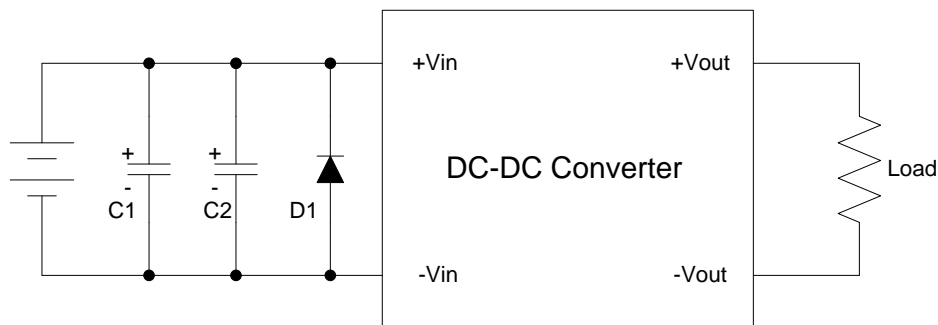 +Vin
+Vout
DC-DC Converter
+
-
C1
+
-
C2
D1
Load
-Vin
-Vout